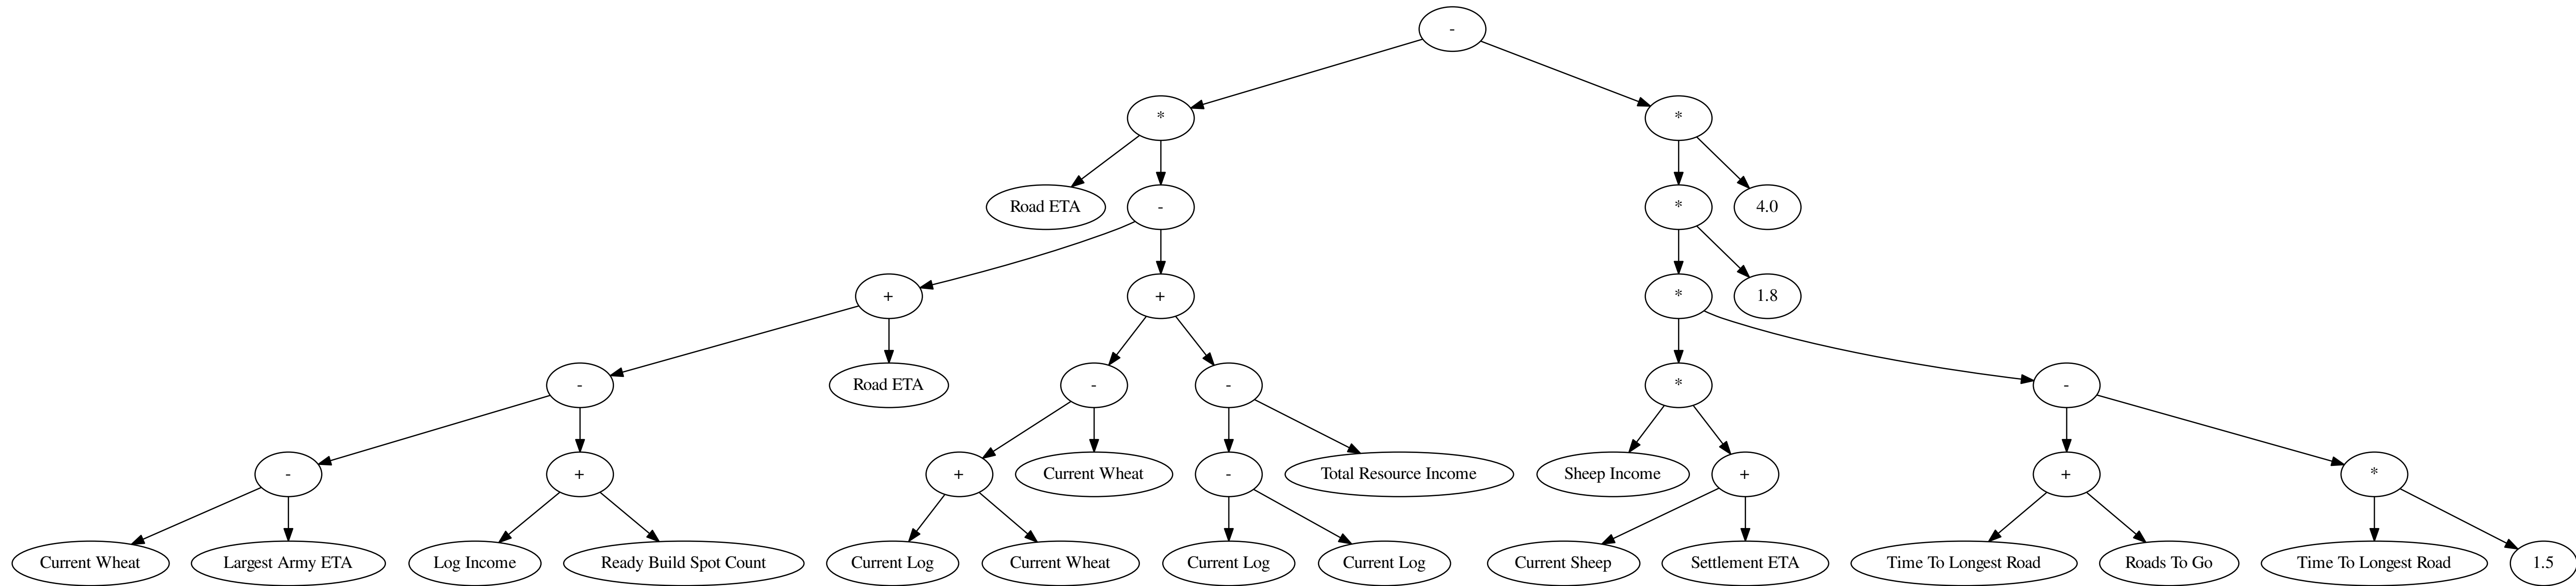 -
* *
Road ETA - * 4.0
+ + * 1.8
- Road ETA - - * -
- + + Current Wheat - Total Resource Income Sheep Income + + *
Current Wheat Largest Army ETA Log Income Ready Build Spot Count Current Log Current Wheat Current Log Current Log Current Sheep Settlement ETA Time To Longest Road Roads To Go Time To Longest Road 1.5